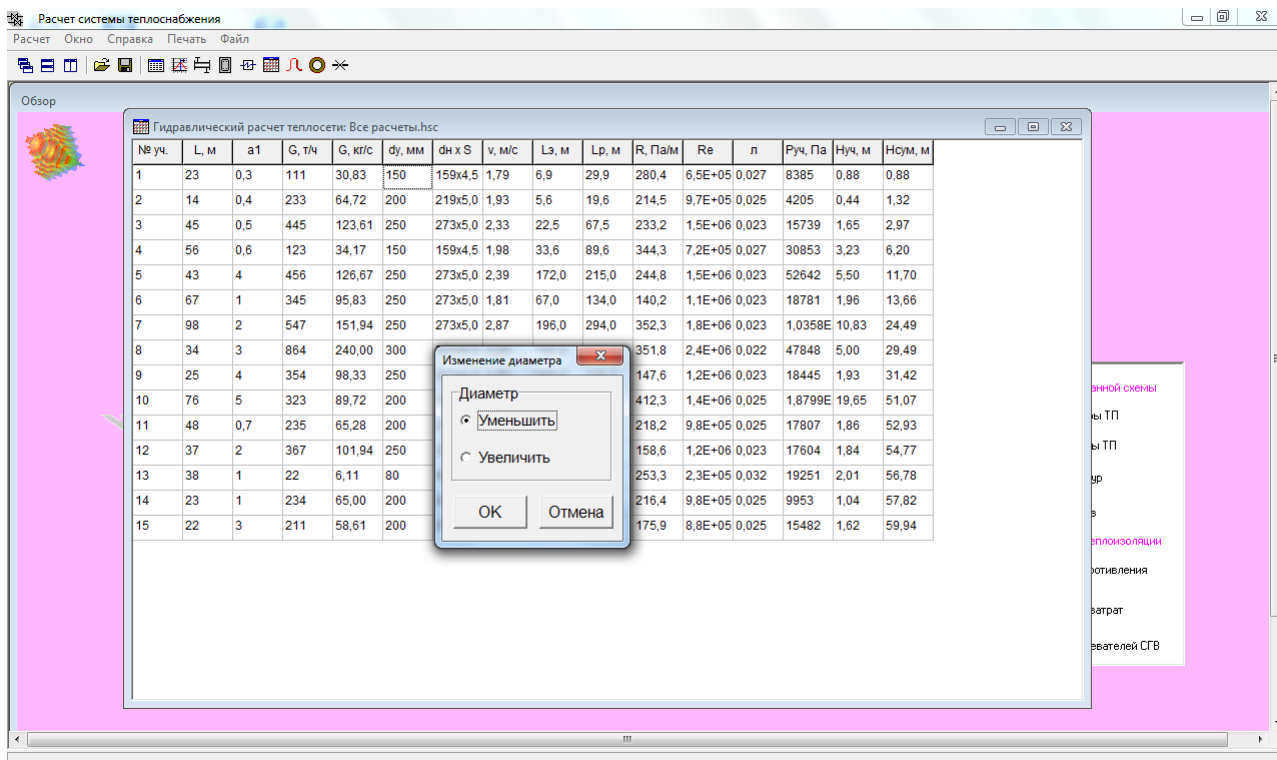 Расчет системы теплоснабжения
Расчет Окно Справка Печать Файл
Обзор
Гидравлический расчет теплосети: Все расчеты.hsc
№ уч. L, м a1 G, т/ч G, кг/с dy, мм dн x S v, м/с Lэ, м Lр, м R, Па/м Re л Pуч, Па Hуч, м Hсум, м
1 23 0,3 111 30,83 150 159x4,5 1,79 6,9 29,9 280,4 6,5E+05 0,027 8385 0,88 0,88
2 14 0,4 233 64,72 200 219x5,0 1,93 5,6 19,6 214,5 9,7E+05 0,025 4205 0,44 1,32
3 45 0,5 445 123,61 250 273x5,0 2,33 22,5 67,5 233,2 1,5E+06 0,023 15739 1,65 2,97
4 56 0,6 123 34,17 150 159x4,5 1,98 33,6 89,6 344,3 7,2E+05 0,027 30853 3,23 6,20
5 43 4 456 126,67 250 273x5,0 2,39 172,0 215,0 244,8 1,5E+06 0,023 52642 5,50 11,70
6 67 1 345 95,83 250 273x5,0 1,81 67,0 134,0 140,2 1,1E+06 0,023 18781 1,96 13,66
7 98 2 547 151,94 250 273x5,0 2,87 196,0 294,0 352,3 1,8E+06 0,023 1,0358E 10,83 24,49
8 34 3 864 240,00 300 351,8 2,4E+06 0,022 47848 5,00 29,49
9 25 4 354 98,33 250 147,6 1,2E+06 0,023 18445 1,93 31,42
10 76 5 323 89,72 200 412,3 1,4E+06 0,025 1,8799E 19,65 51,07
11 48 0,7 235 65,28 200 218,2 9,8E+05 0,025 17807 1,86 52,93
12 37 2 367 101,94 250 158,6 1,2E+06 0,023 17604 1,84 54,77
13 38 1 22 6,11 80 253,3 2,3E+05 0,032 19251 2,01 56,78
14 23 1 234 65,00 200 216,4 9,8E+05 0,025 9953 1,04 57,82
15 22 3 211 58,61 200 175,9 8,8E+05 0,025 15482 1,62 59,94
Изменение диаметра
Диаметр
Уменьшить
Увеличить
OK Отмена
анной схемы
ы ТП
ы ТП
ур
в
еплоизоляции
ротивления
затрат
евателей СГВ